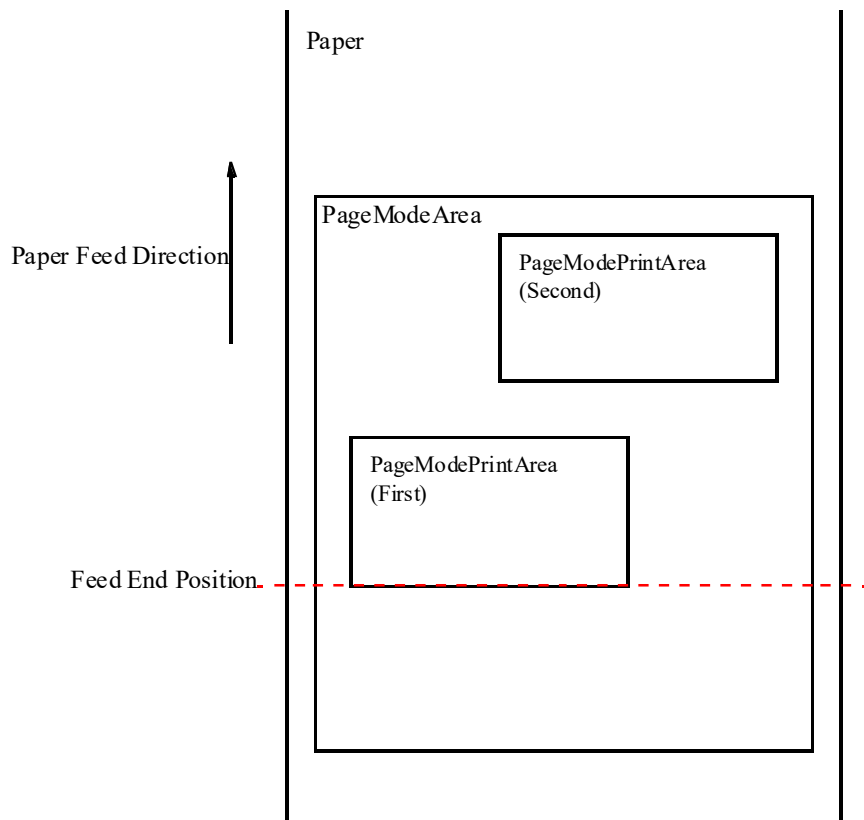 Paper
PageModeArea
Paper Feed Direction
PageModePrintArea
(Second)
PageModePrintArea
(First)
Feed End Position